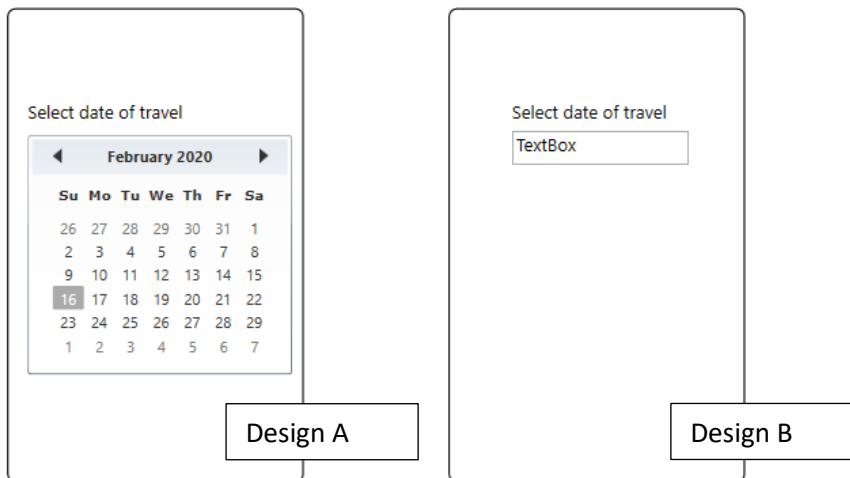 Select date of travel
February 2020
Su Mo Tu We Th Fr Sa
26 27 28 29 30 31 1
2 3 4 5 6 7 8
9 10 11 12 13 14 15
16 17 18 19 20 21 22
23 24 25 26 27 28 29
1 2 3 4 5 6 7
Design A
Select date of travel
TextBox
Design B